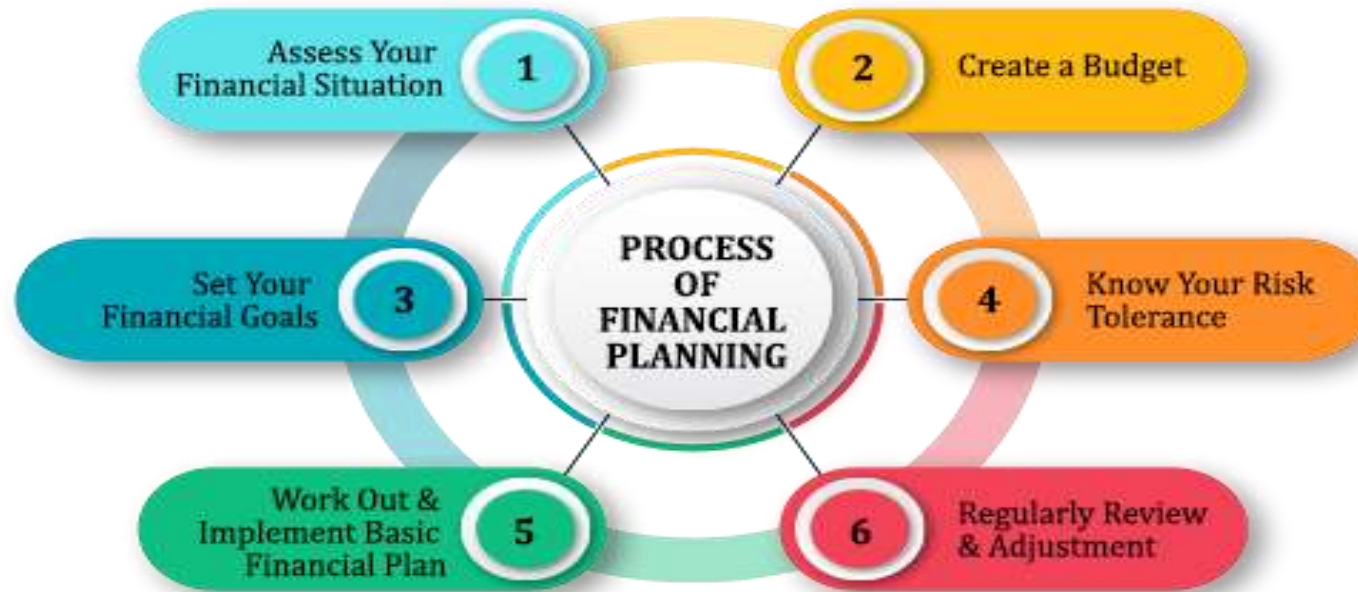 PROCESS
OF
FINANCIAL
PLANNING
1
Assess Your
Financial Situation
2
Create a Budget
3
Set Your
Financial Goals
4
Know Your Risk
Tolerance
5
Work Out &
Implement Basic
Financial Plan
6
Regularly Review
& Adjustment